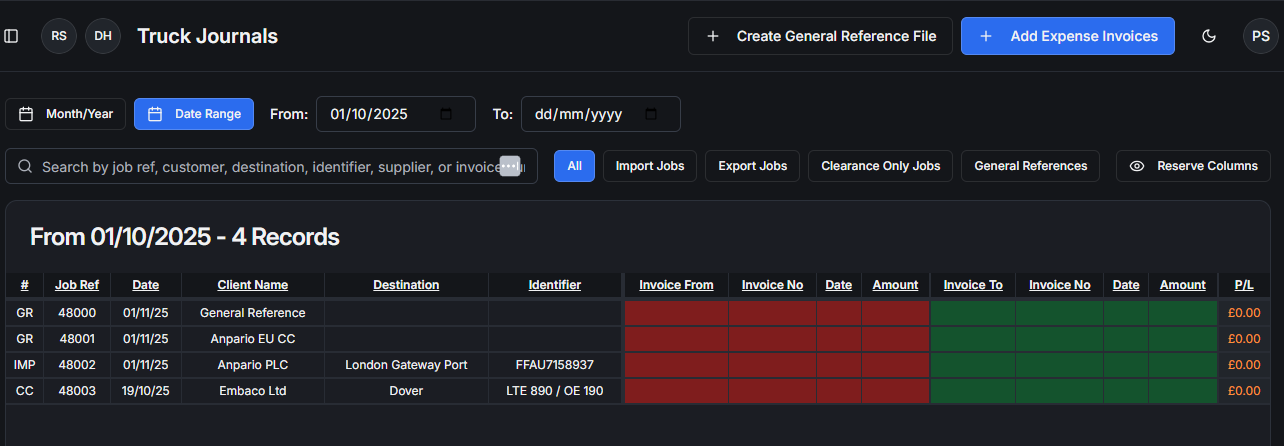 RS DH Truck Journals + Create General Reference File + Add Expense Invoices PS
Month/Year Date Range From: 01/10/2025 To: dd/mm/yyyy
Search by job ref, customer, destination, identifier, supplier, or invoice All Import Jobs Export Jobs Clearance Only Jobs General References Reserve Columns
From 01/10/2025 - 4 Records
# Job Ref Date Client Name Destination Identifier Invoice From Invoice No Date Amount Invoice To Invoice No Date Amount P/L
GR 48000 01/11/25 General Reference £0.00
GR 48001 01/11/25 Anpario EU CC £0.00
IMP 48002 01/11/25 Anpario PLC London Gateway Port FFAU7158937 £0.00
CC 48003 19/10/25 Embaco Ltd Dover LTE 890 / OE 190 £0.00